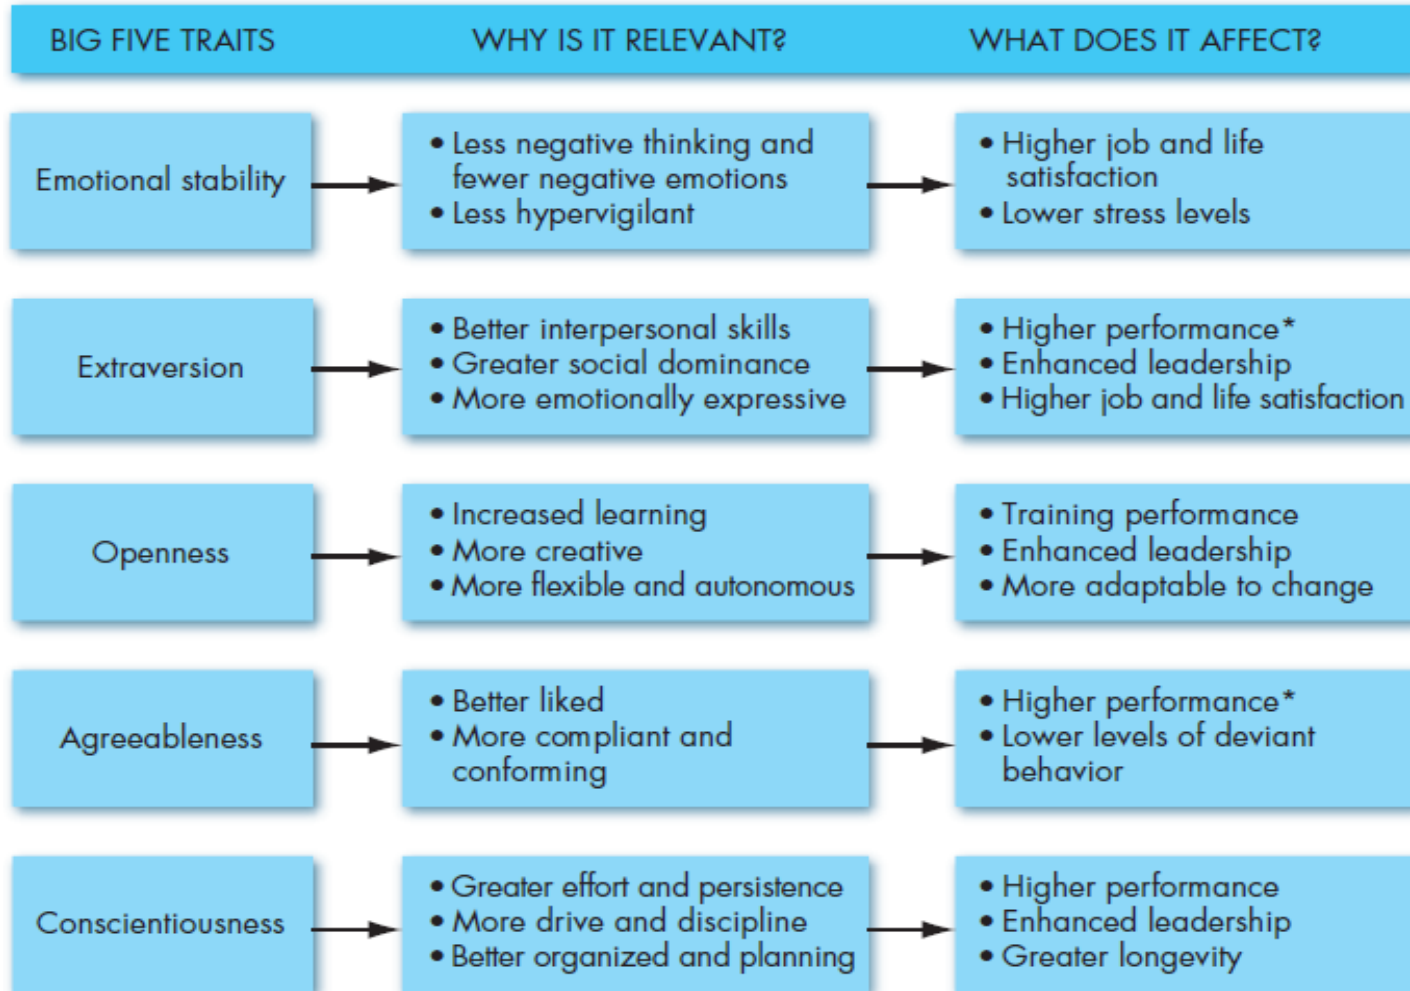 BIG FIVE TRAITS
WHY IS IT RELEVANT?
WHAT DOES IT AFFECT?
Emotional stability
• Less negative thinking and
fewer negative emotions
• Less hypervigilant
• Higher job and life
satisfaction
• Lower stress levels
Extraversion
• Better interpersonal skills
• Greater social dominance
• More emotionally expressive
• Higher performance*
• Enhanced leadership
• Higher job and life satisfaction
Openness
• Increased learning
• More creative
• More flexible and autonomous
• Training performance
• Enhanced leadership
• More adaptable to change
Agreeableness
• Better liked
• More compliant and
conforming
• Higher performance*
• Lower levels of deviant
behavior
Conscientiousness
• Greater effort and persistence
• More drive and discipline
• Better organized and planning
• Higher performance
• Enhanced leadership
• Greater longevity